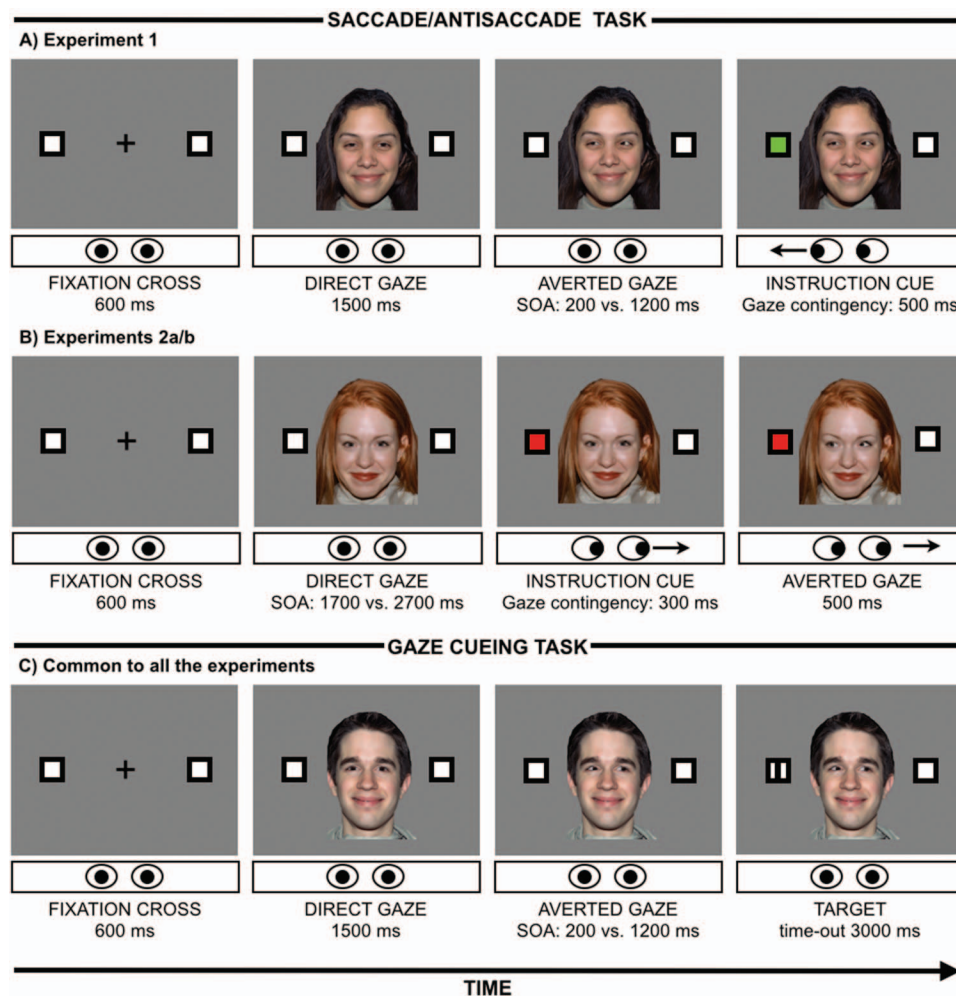 SACCADE/ANTISACCADE TASK
A) Experiment 1
FIXATION CROSS
600 ms
DIRECT GAZE
1500 ms
AVERTED GAZE
SOA: 200 vs. 1200 ms
INSTRUCTION CUE
Gaze contingency: 500 ms
B) Experiments 2a/b
FIXATION CROSS
600 ms
DIRECT GAZE
SOA: 1700 vs. 2700 ms
INSTRUCTION CUE
Gaze contingency: 300 ms
AVERTED GAZE
500 ms
GAZE CUEING TASK
C) Common to all the experiments
FIXATION CROSS
600 ms
DIRECT GAZE
1500 ms
AVERTED GAZE
SOA: 200 vs. 1200 ms
TARGET
time-out 3000 ms
TIME